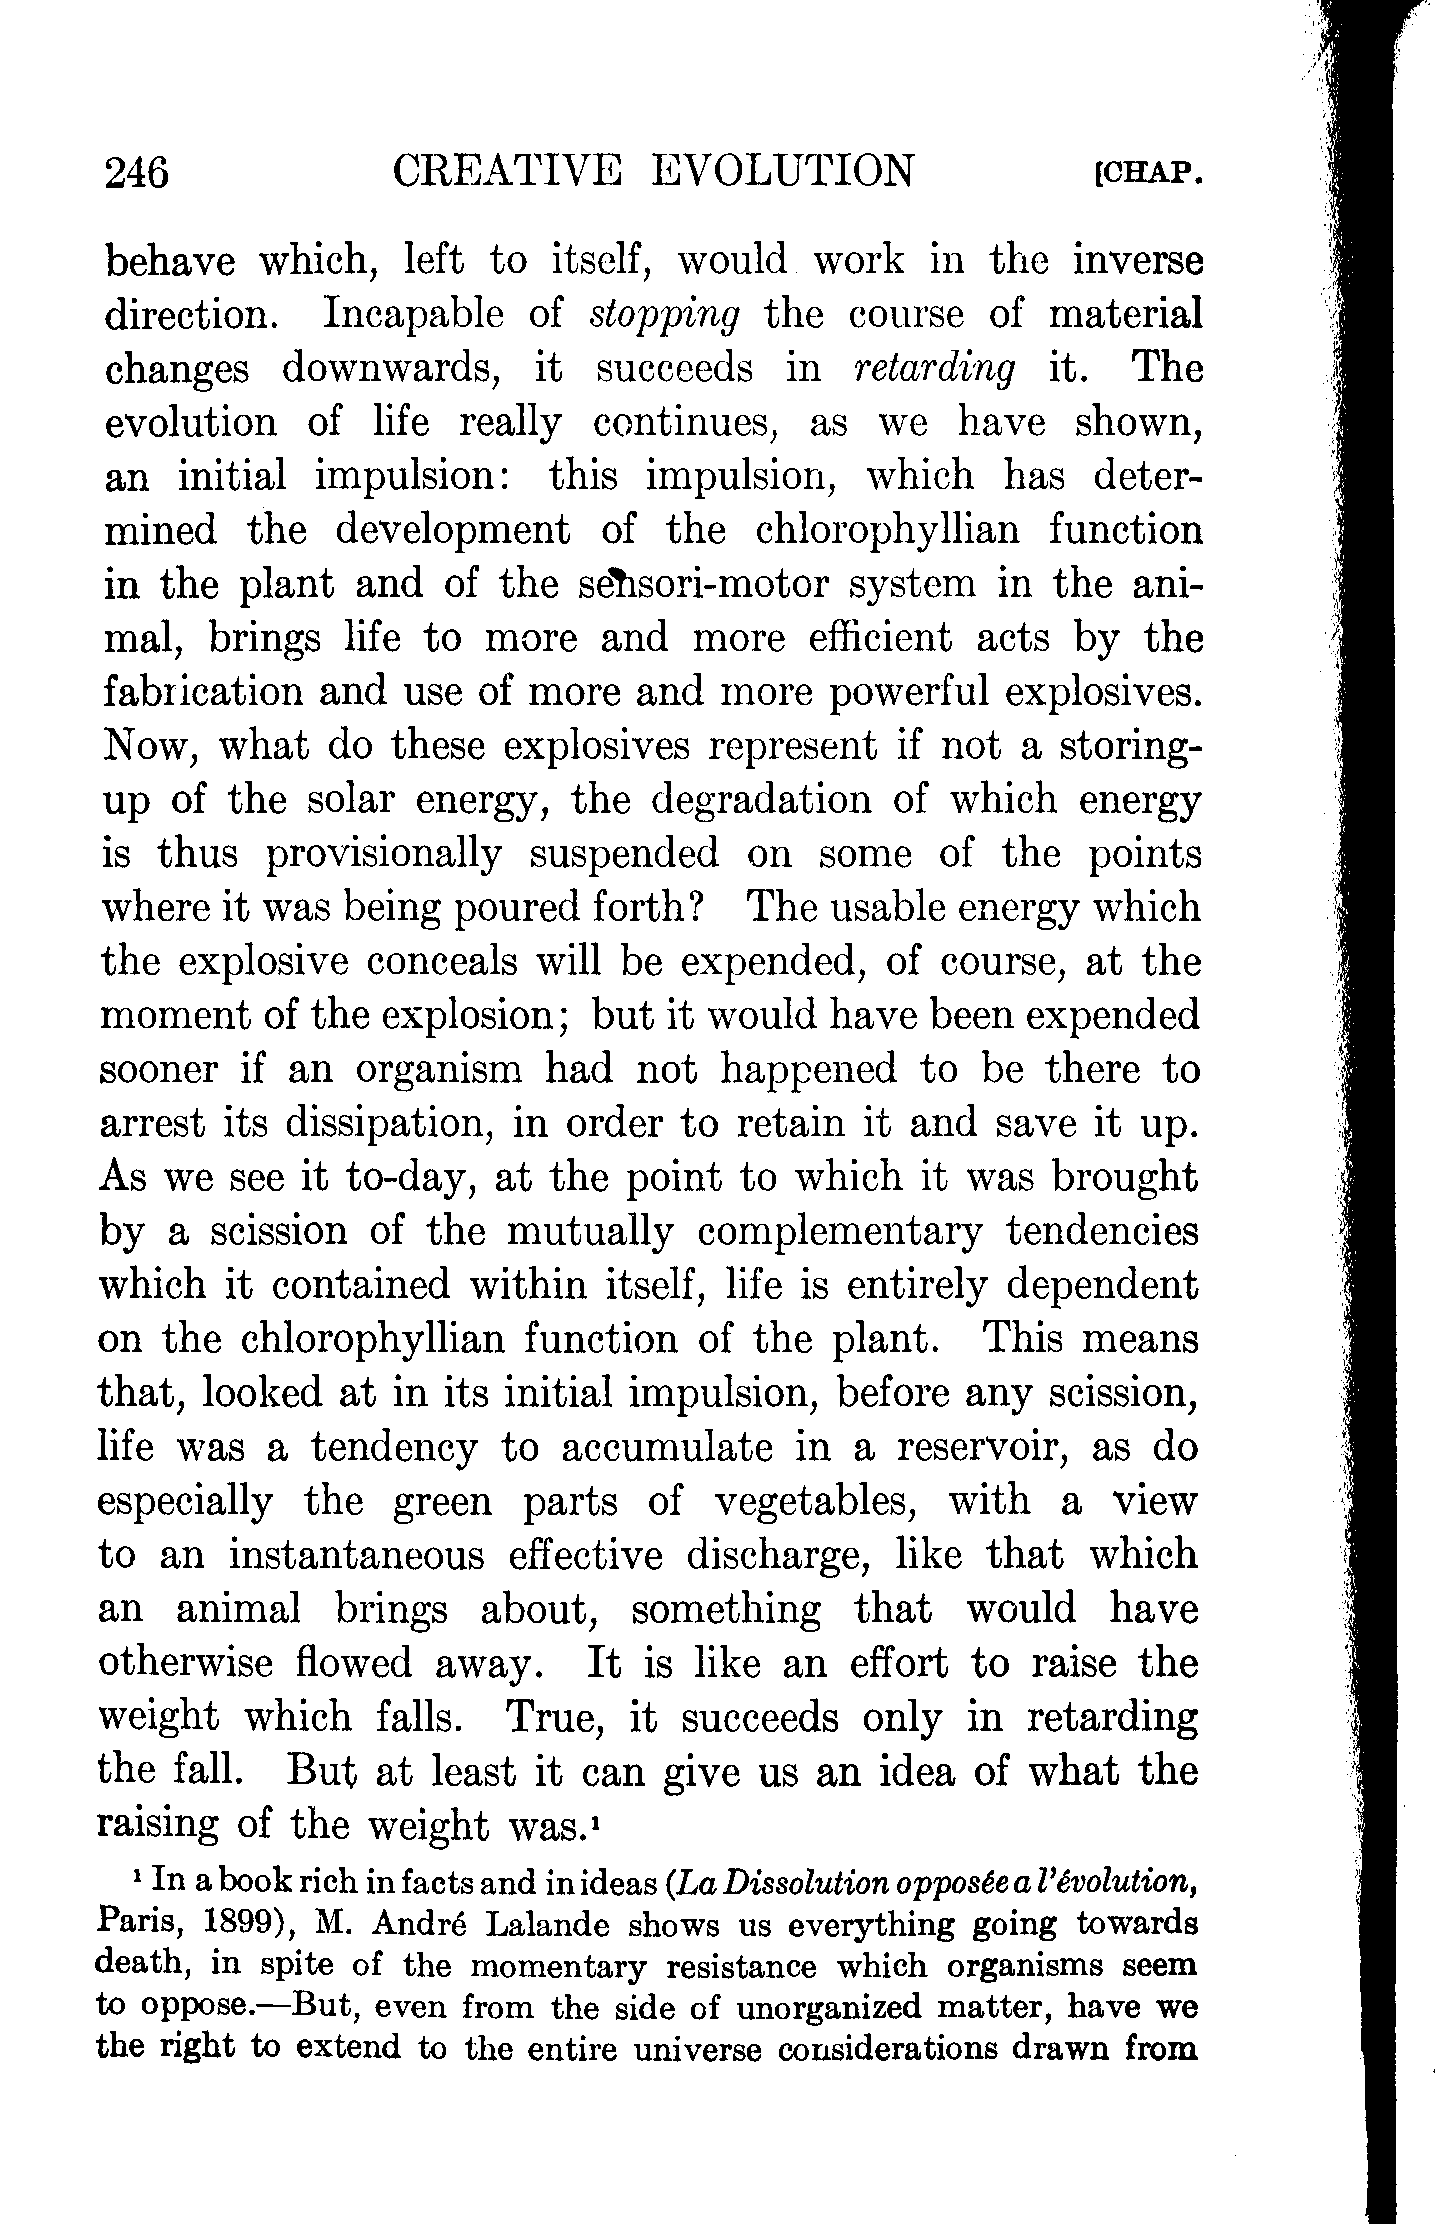 246 CREATIVE EVOLUTION [CHAP.
behave which, left to itself, would work in the inverse
direction. Incapable of stopping the course of material
changes downwards, it succeeds in retarding it. The
evolution of life really continues, as we have shown,
an initial impulsion: this impulsion, which has deter-
mined the development of the chlorophyllian function
in the plant and of the sensori-motor system in the ani-
mal, brings life to more and more efficient acts by the
fabrication and use of more and more powerful explosives.
Now, what do these explosives represent if not a storing-
up of the solar energy, the degradation of which energy
is thus provisionally suspended on some of the points
where it was being poured forth? The usable energy which
the explosive conceals will be expended, of course, at the
moment of the explosion; but it would have been expended
sooner if an organism had not happened to be there to
arrest its dissipation, in order to retain it and save it up.
As we see it to-day, at the point to which it was brought
by a scission of the mutually complementary tendencies
which it contained within itself, life is entirely dependent
on the chlorophyllian function of the plant. This means
that, looked at in its initial impulsion, before any scission,
life was a tendency to accumulate in a reservoir, as do
especially the green parts of vegetables, with a view
to an instantaneous effective discharge, like that which
an animal brings about, something that would have
otherwise flowed away. It is like an effort to raise the
weight which falls. True, it succeeds only in retarding
the fall. But at least it can give us an idea of what the
raising of the weight was.¹
¹ In a book rich in facts and in ideas (La Dissolution opposée a l'évolution,
Paris, 1899), M. André Lalande shows us everything going towards
death, in spite of the momentary resistance which organisms seem
to oppose.—But, even from the side of unorganized matter, have we
the right to extend to the entire universe considerations drawn from